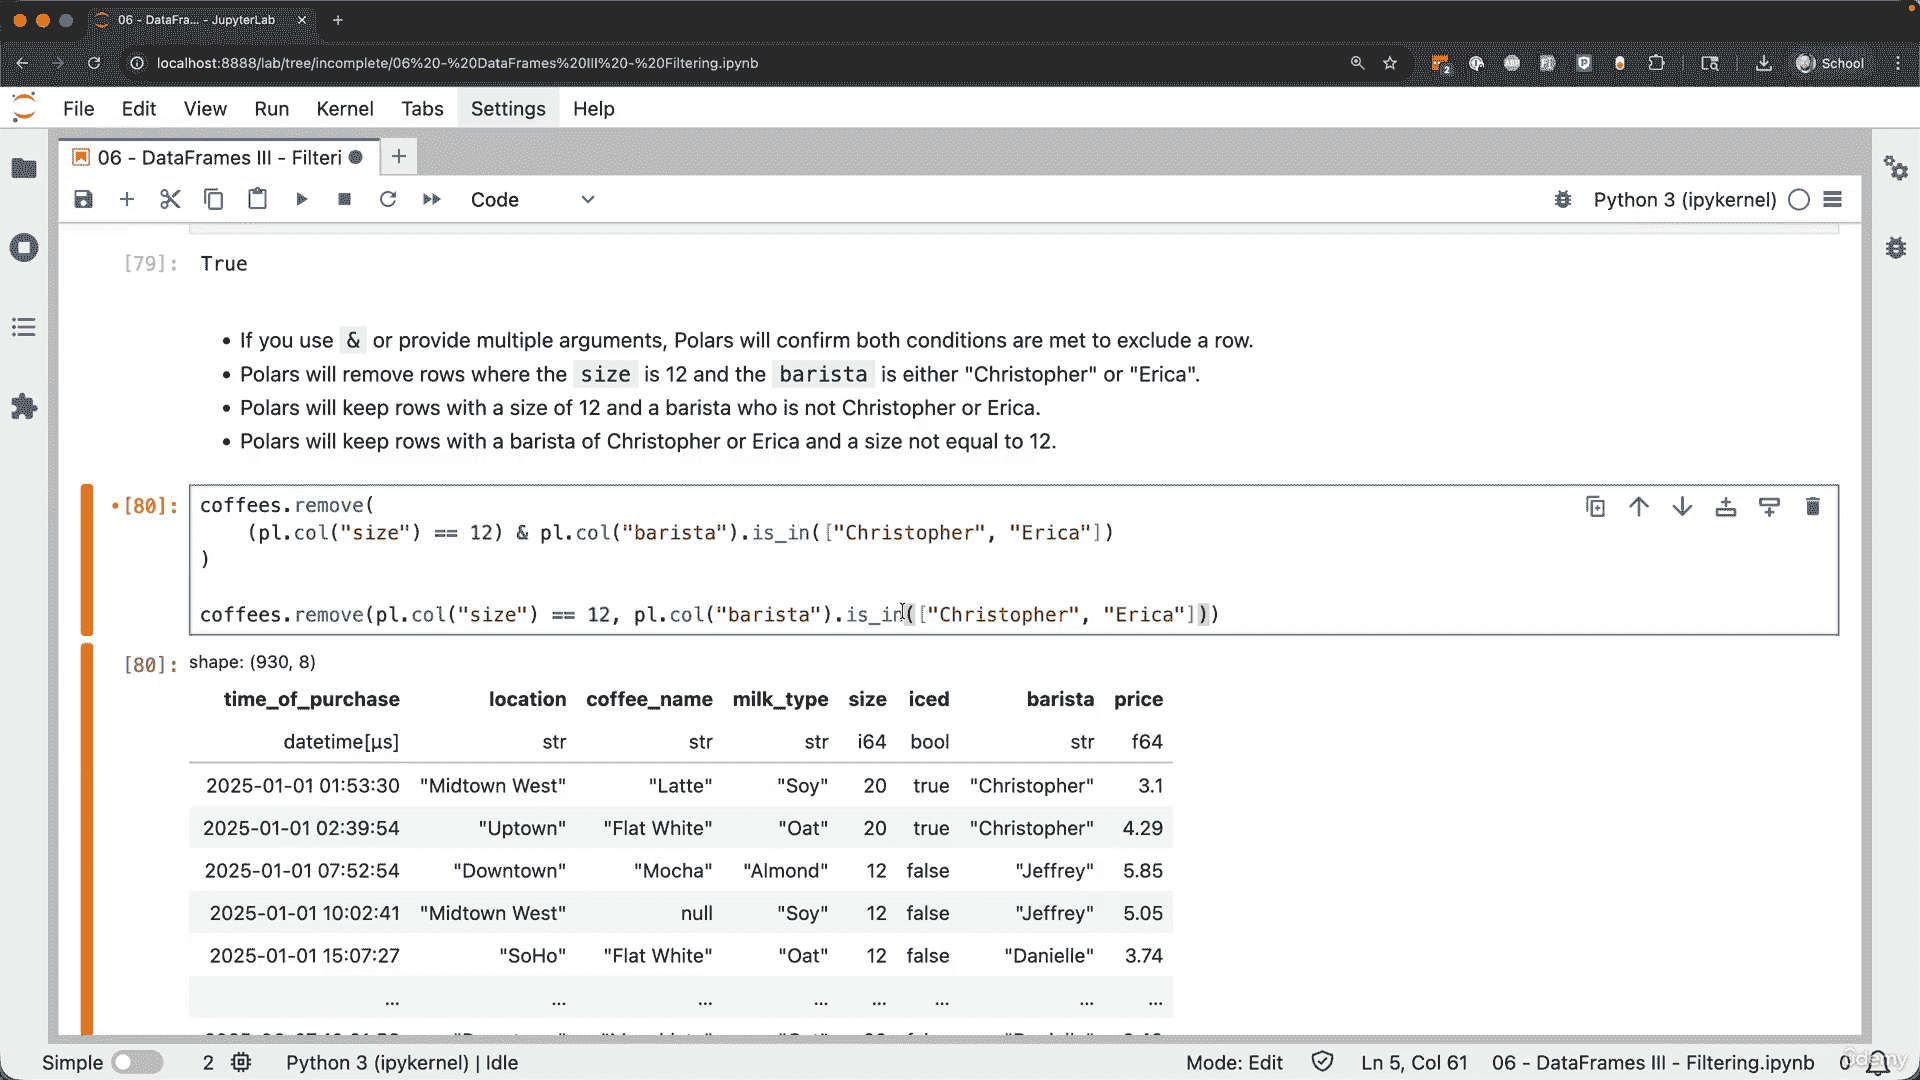 06 - DataFra... - JupyterLab
localhost:8888/lab/tree/incomplete/06%20-%20DataFrames%20III%20-%20Filtering.ipynb
2
School
File Edit View Run Kernel Tabs Settings Help
06 - DataFrames III - Filteri
Code
Python 3 (ipykernel)
[79]: True
• If you use & or provide multiple arguments, Polars will confirm both conditions are met to exclude a row.
• Polars will remove rows where the size is 12 and the barista is either "Christopher" or "Erica".
• Polars will keep rows with a size of 12 and a barista who is not Christopher or Erica.
• Polars will keep rows with a barista of Christopher or Erica and a size not equal to 12.
[80]: coffees.remove(
(pl.col("size") == 12) & pl.col("barista").is_in(["Christopher", "Erica"])
)
coffees.remove(pl.col("size") == 12, pl.col("barista").is_in(["Christopher", "Erica"]))
[80]: shape: (930, 8)
time_of_purchase location coffee_name milk_type size iced barista price
datetime[μs] str str str i64 bool str f64
2025-01-01 01:53:30 "Midtown West" "Latte" "Soy" 20 true "Christopher" 3.1
2025-01-01 02:39:54 "Uptown" "Flat White" "Oat" 20 true "Christopher" 4.29
2025-01-01 07:52:54 "Downtown" "Mocha" "Almond" 12 false "Jeffrey" 5.85
2025-01-01 10:02:41 "Midtown West" null "Soy" 12 false "Jeffrey" 5.05
2025-01-01 15:07:27 "SoHo" "Flat White" "Oat" 12 false "Danielle" 3.74
… … … … … … … …
Simple 2 Python 3 (ipykernel) | Idle Mode: Edit Ln 5, Col 61 06 - DataFrames III - Filtering.ipynb 0